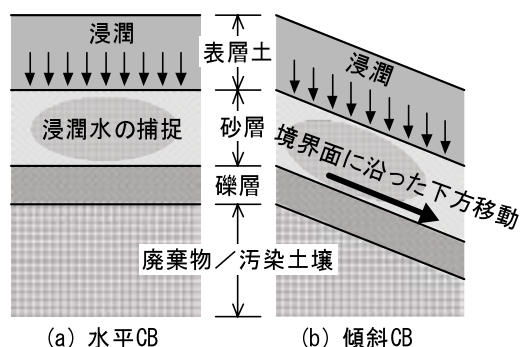 浸潤
表層土
浸潤
浸潤水の捕捉
砂層
境界面に沿った下方移動
礫層
廃棄物／汚染土壌
(a) 水平CB
(b) 傾斜CB